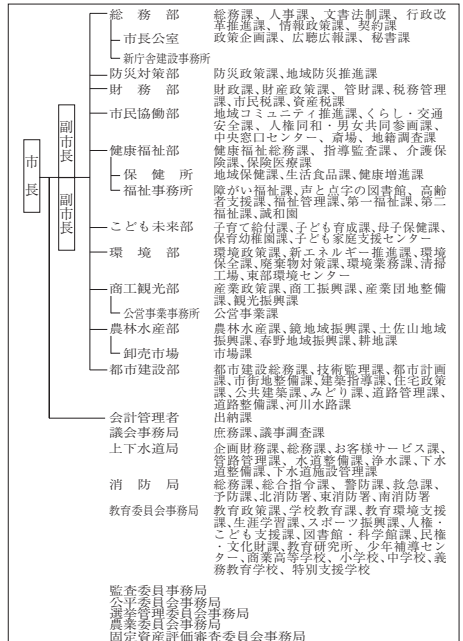 市長
副市長
副市長
総務部 総務課、人事課、文書法制課、行政改
革推進課、情報政策課、契約課
市長公室 政策企画課、広聴広報課、秘書課
新庁舎建設事務所
防災対策部 防災政策課、地域防災推進課
財務部 財政課、財産政策課、管財課、税務管理
課、市民税課、資産税課
市民協働部 地域コミュニティ推進課、くらし・交通
安全課、人権同和・男女共同参画課、
中央窓口センター、斎場、地籍調査課
健康福祉部 健康福祉総務課、指導監査課、介護保
険課、保険医療課
保健所 地域保健課、生活食品課、健康増進課
福祉事務所 障がい福祉課、声と点字の図書館、高齢
者支援課、福祉管理課、第一福祉課、第二
福祉課、誠和園
こども未来部 子育て給付課、子ども育成課、母子保健課、
保育幼稚園課、子ども家庭支援センター
環境部 環境政策課、新エネルギー推進課、環境
保全課、廃棄物対策課、環境業務課、清掃
工場、東部環境センター
商工観光部 産業政策課、商工振興課、産業団地整備
課、観光振興課
公営事業事務所 公営事業課
農林水産部 農林水産課、鏡地域振興課、土佐山地域
振興課、春野地域振興課、耕地課
卸売市場 市場課
都市建設部 都市建設総務課、技術監理課、都市計画
課、市街地整備課、建築指導課、住宅政策
課、公共建築課、みどり課、道路管理課、
道路整備課、河川水路課
会計管理者 出納課
議会事務局 庶務課、議事調査課
上下水道局 企画財務課、総務課、お客様サービス課、
管路管理課、水道整備課、浄水課、下水
道整備課、下水道施設管理課
消防局 総務課、総合指令課、警防課、救急課、
予防課、北消防署、東消防署、南消防署
教育委員会事務局 教育政策課、学校教育課、教育環境支援
課、生涯学習課、スポーツ振興課、人権・
こども支援課、図書館・科学館課、民権
・文化財課、教育研究所、少年補導セン
ター、商業高等学校、小学校、中学校、義
務教育学校、特別支援学校
監査委員会事務局
公平委員会事務局
選挙管理委員会事務局
農業委員会事務局
固定資産評価審査委員会事務局